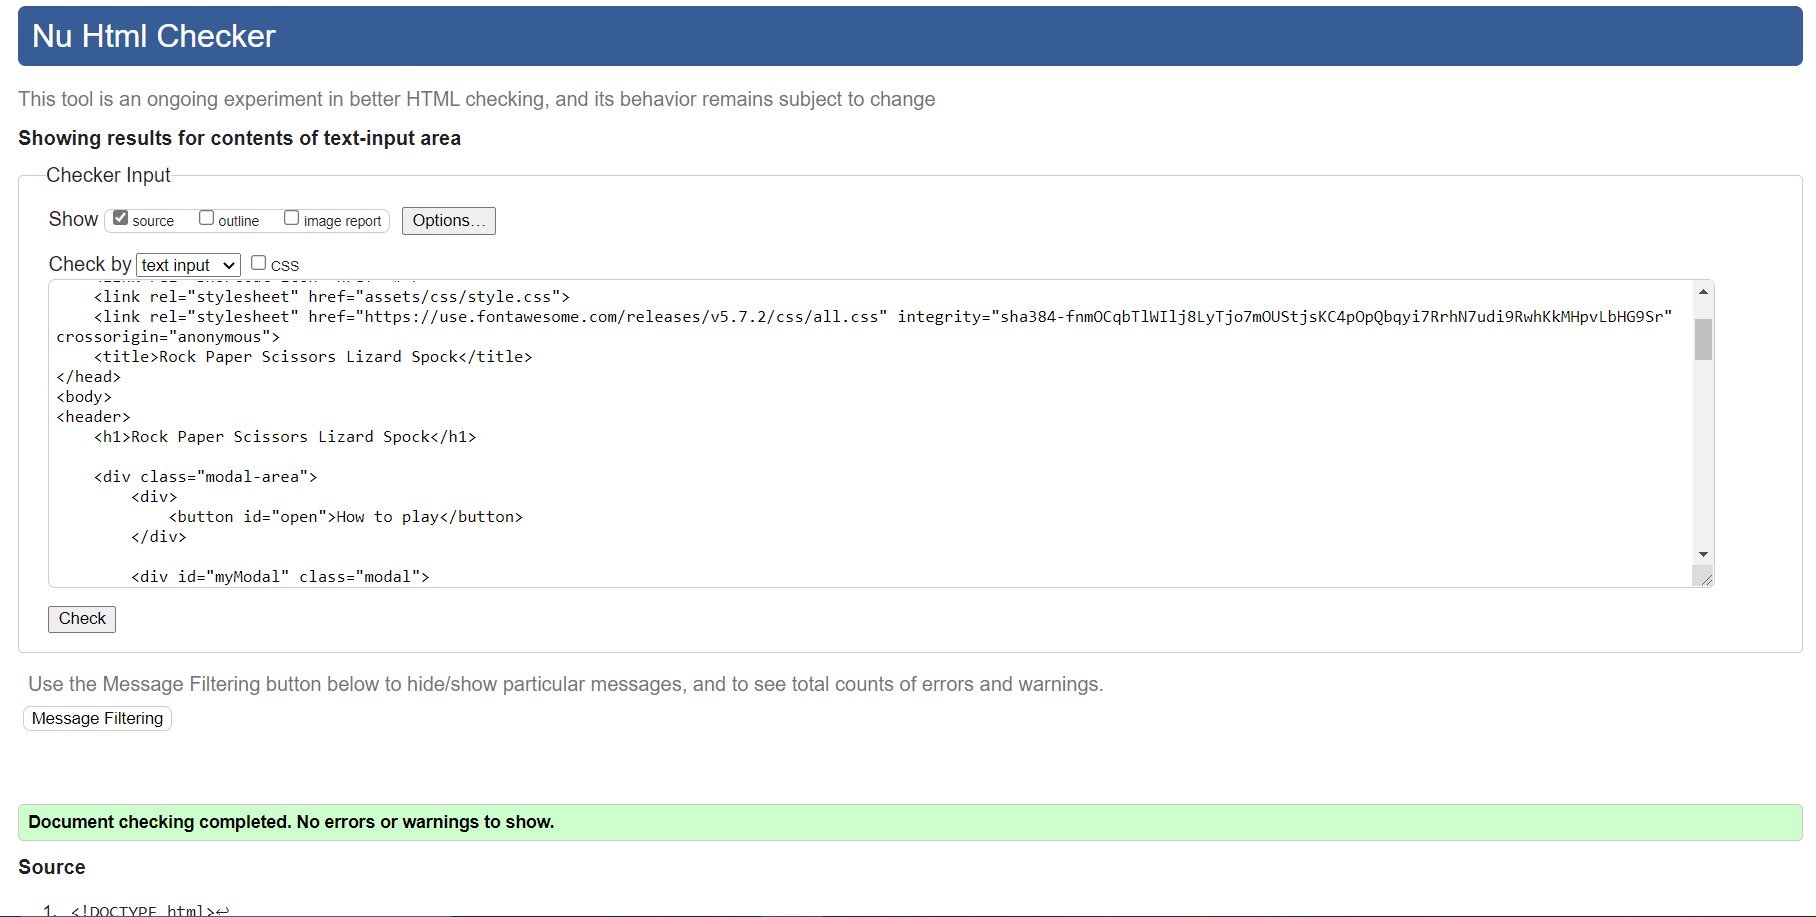 Nu Html Checker
This tool is an ongoing experiment in better HTML checking, and its behavior remains subject to change
Showing results for contents of text-input area
Checker Input
Show source outline image report Options...
Check by text input CSS
<link rel="stylesheet" href="assets/css/style.css">
<link rel="stylesheet" href="https://use.fontawesome.com/releases/v5.7.2/css/all.css" integrity="sha384-fnmOCqbTlWIlj8LyTjo7mOUStjsKC4pOpQbqyi7RrhN7udi9RwhKkMHpvLbHG9Sr"
crossorigin="anonymous">
<title>Rock Paper Scissors Lizard Spock</title>
</head>
<body>
<header>
<h1>Rock Paper Scissors Lizard Spock</h1>
<div class="modal-area">
<div>
<button id="open">How to play</button>
</div>
<div id="myModal" class="modal">
Check
Use the Message Filtering button below to hide/show particular messages, and to see total counts of errors and warnings.
Message Filtering
Document checking completed. No errors or warnings to show.
Source
1. <!DOCTYPE html>↩